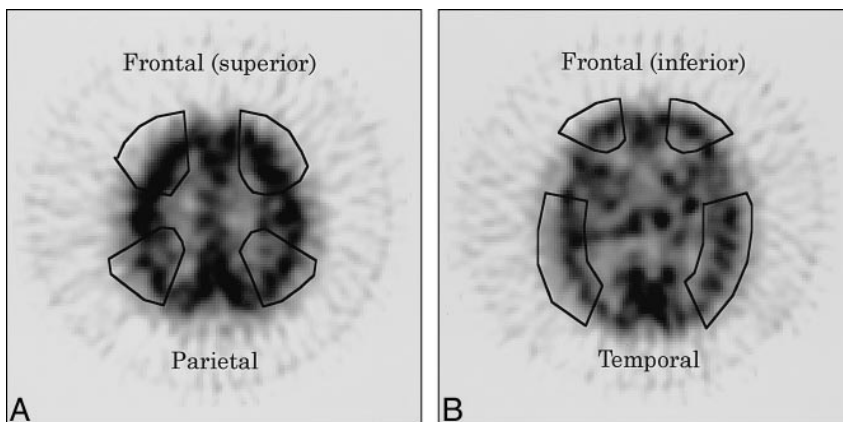 Frontal (superior)
Parietal
A
Frontal (inferior)
Temporal
B